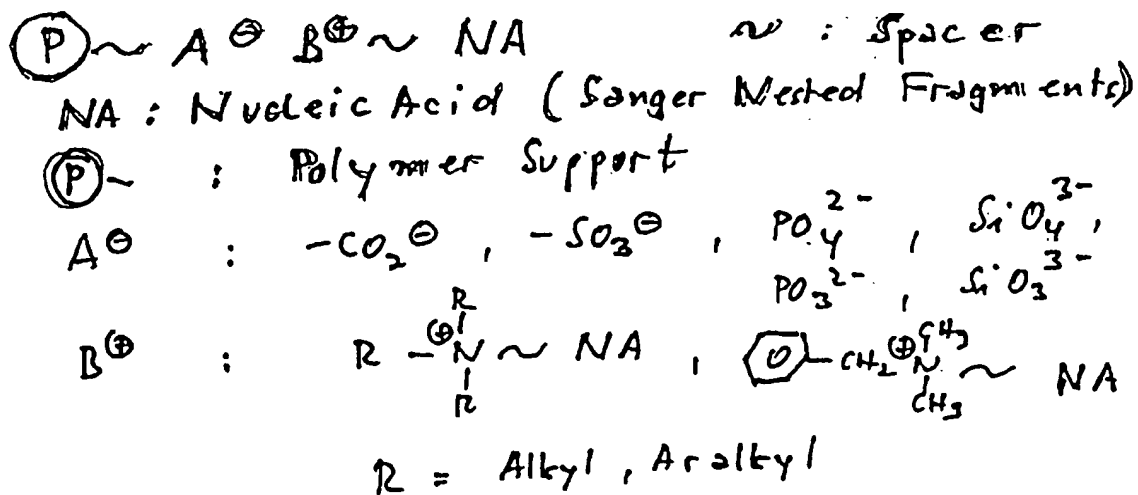 (P)~ A⊖ B⊕ ~ NA ~ : Spacer
NA : Nucleic Acid ( Sanger Nested Fragments)
(P)~ : Polymer Support
A⊖ : -CO₂⊖ , -SO₃⊖ , PO₄²⁻ , SiO₄³⁻ ,
PO₃²⁻ , SiO₃³⁻
R
B⊕ : R -⊕N ~ NA , -CH₂ ⊕N ~ NA
CH₃
R
CH₃
R = Alkyl , Aralkyl